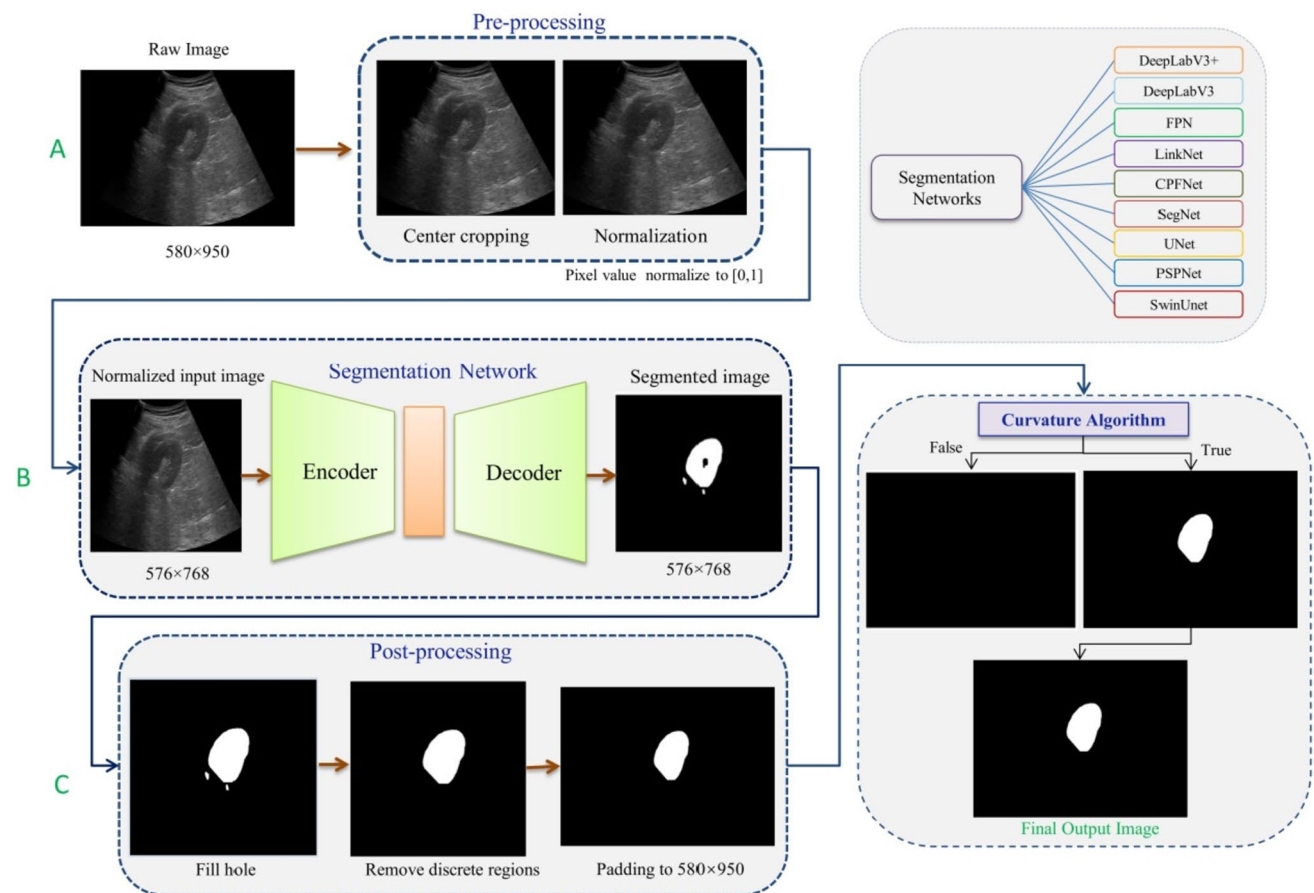 Pre-processing
Raw Image
A
Center cropping
Normalization
580×950
Pixel value normalize to [0,1]
Segmentation
Networks
DeepLabV3+
DeepLabV3
FPN
LinkNet
CPFNet
SegNet
UNet
PSPNet
SwinUnet
B
Normalized input image
Segmentation Network
Segmented image
Encoder
Decoder
576×768
576×768
C
Post-processing
Fill hole
Remove discrete regions
Padding to 580×950
Curvature Algorithm
False
True
Final Output Image